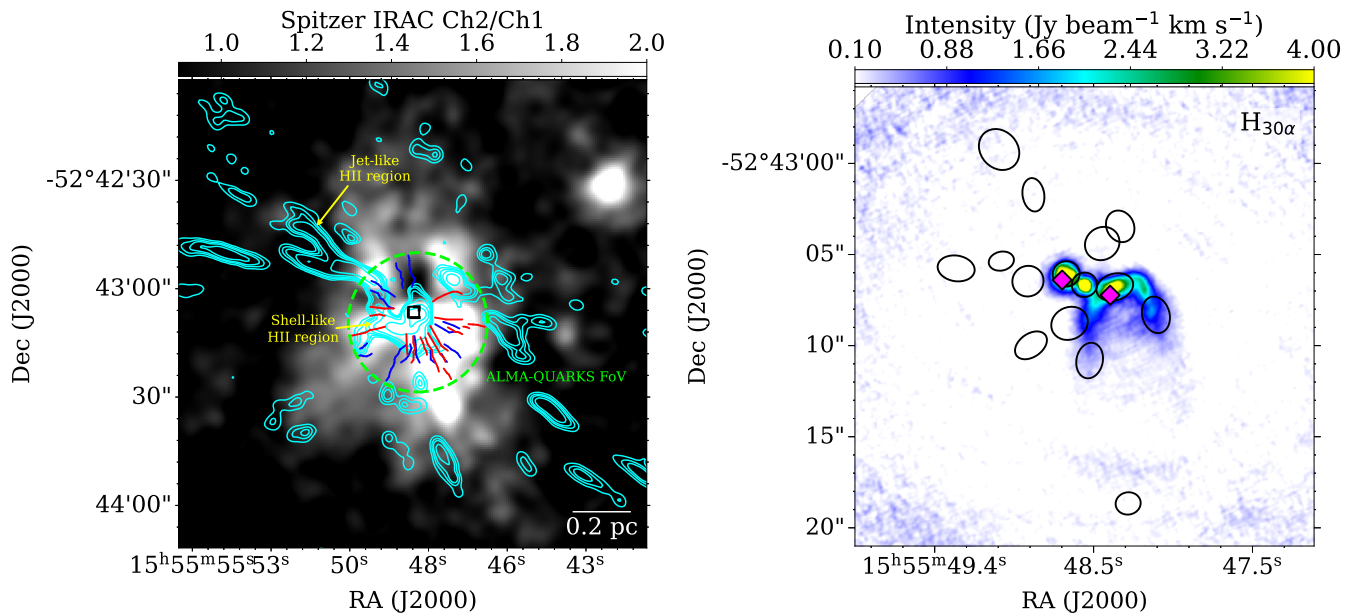 Spitzer IRAC Ch2/Ch1
1.0 1.2 1.4 1.6 1.8 2.0
Dec (J2000)
-52°42'30"
43'00"
30"
44'00"
Jet-like
HII region
Shell-like
HII region
ALMA-QUARKS FoV
0.2 pc
15ʰ55ᵐ55ˢ 53ˢ 50ˢ 48ˢ 46ˢ 43ˢ
RA (J2000)
Intensity (Jy beam⁻¹ km s⁻¹)
0.10 0.88 1.66 2.44 3.22 4.00
H₃₀α
Dec (J2000)
-52°43'00"
05"
10"
15"
20"
15ʰ55ᵐ49.4ˢ 48.5ˢ 47.5ˢ
RA (J2000)